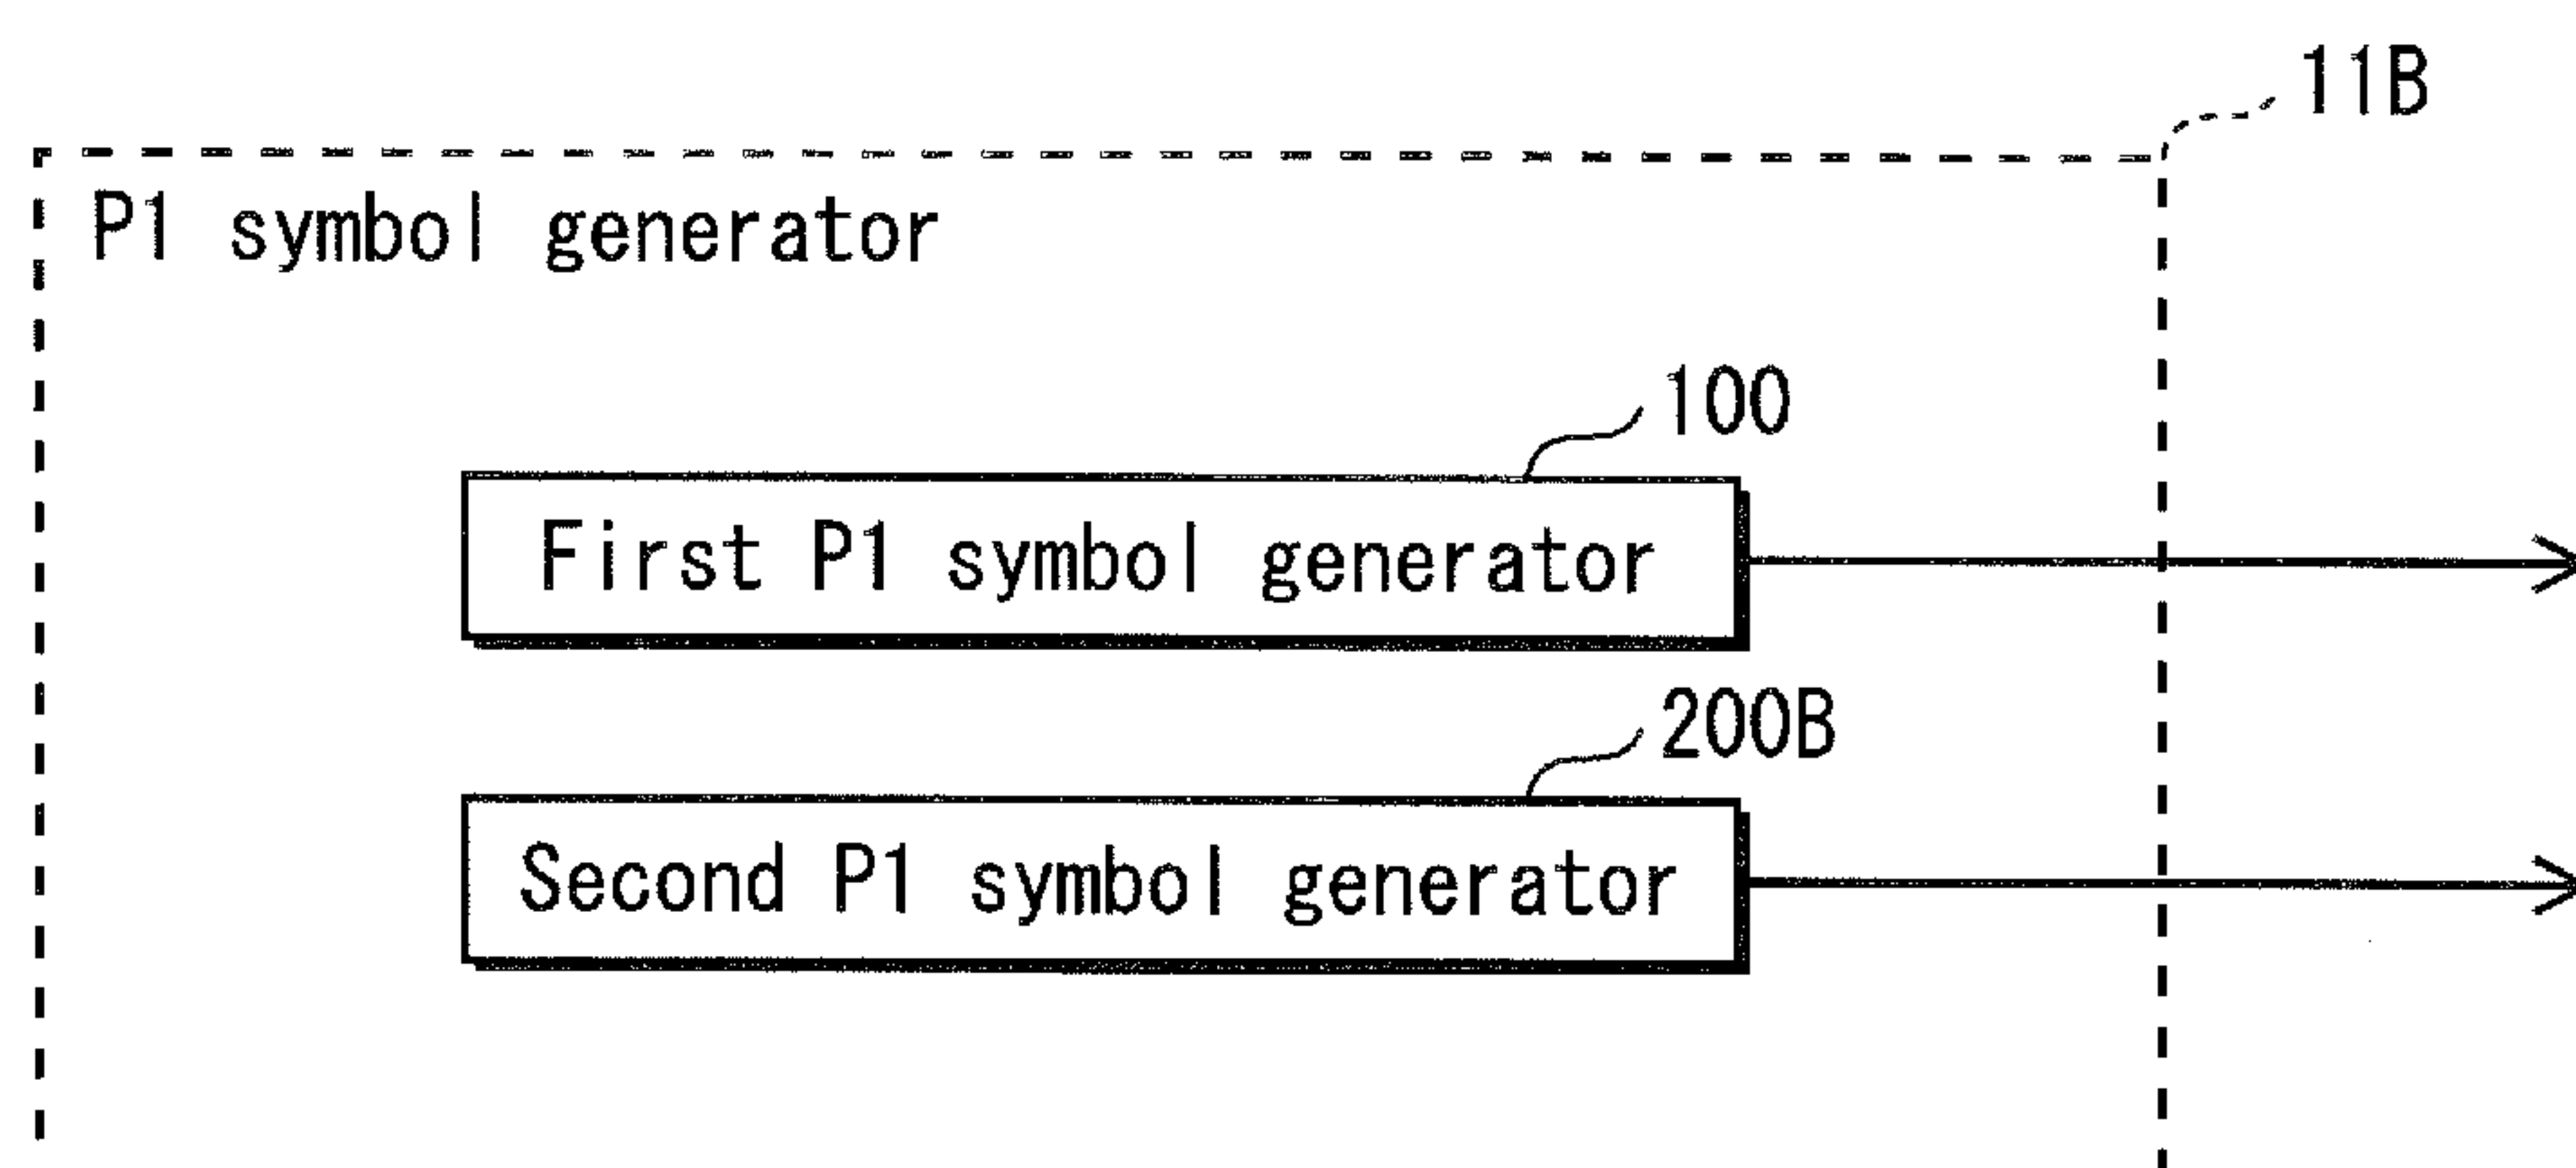 11B
P1 symbol generator
100
First P1 symbol generator
200B
Second P1 symbol generator